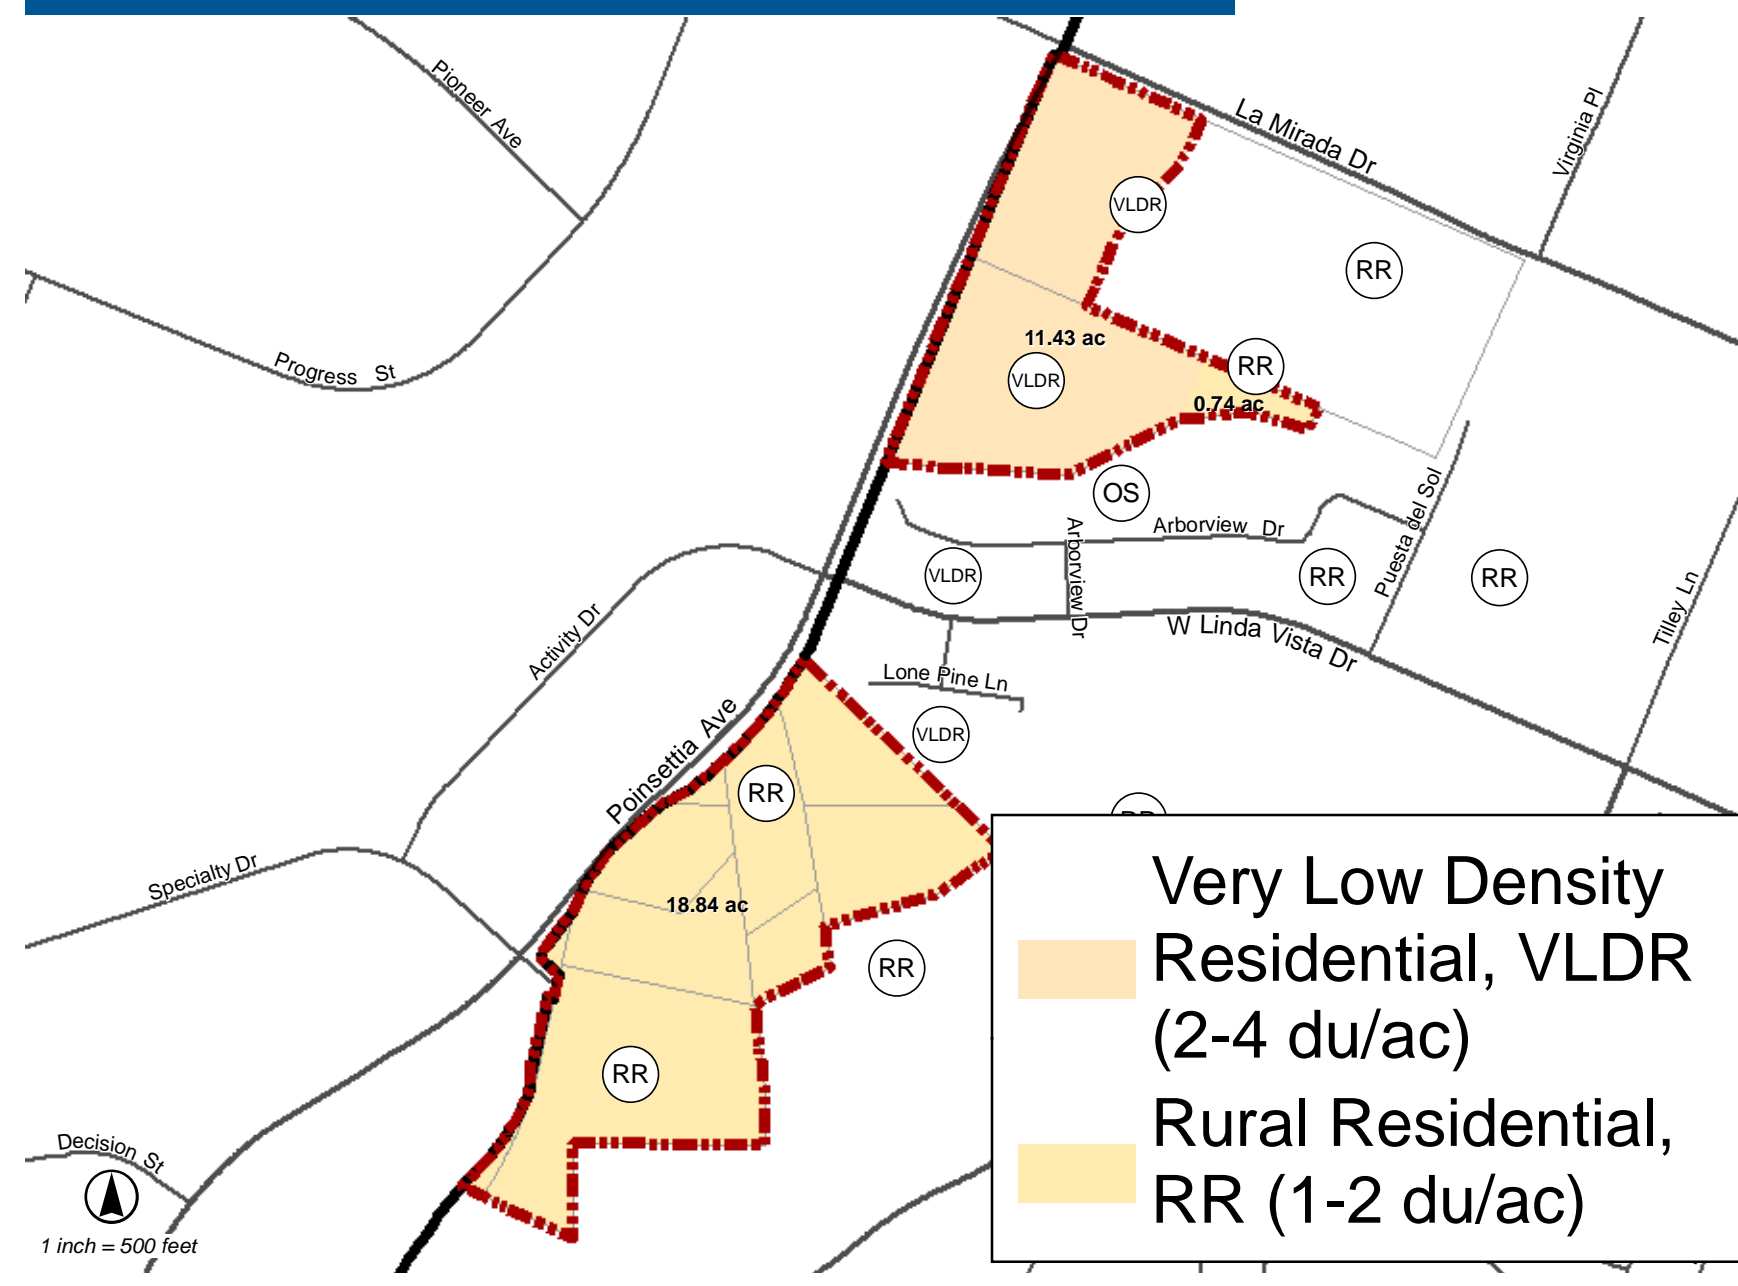 Pioneer Ave
La Mirada Dr
Virginia Pl
VLDR
RR
11.43 ac
Progress St
RR
VLDR
0.74 ac
OS
Puesta del Sol
Arborview Dr
Arborview Dr
VLDR
RR
RR
Tilley Ln
Activity Dr
W Linda Vista Dr
Lone Pine Ln
VLDR
Poinsettia Ave
RR
Specialty Dr
18.84 ac
RR
RR
Very Low Density
Residential, VLDR
(2-4 du/ac)
Rural Residential,
RR (1-2 du/ac)
Decision St
1 inch = 500 feet